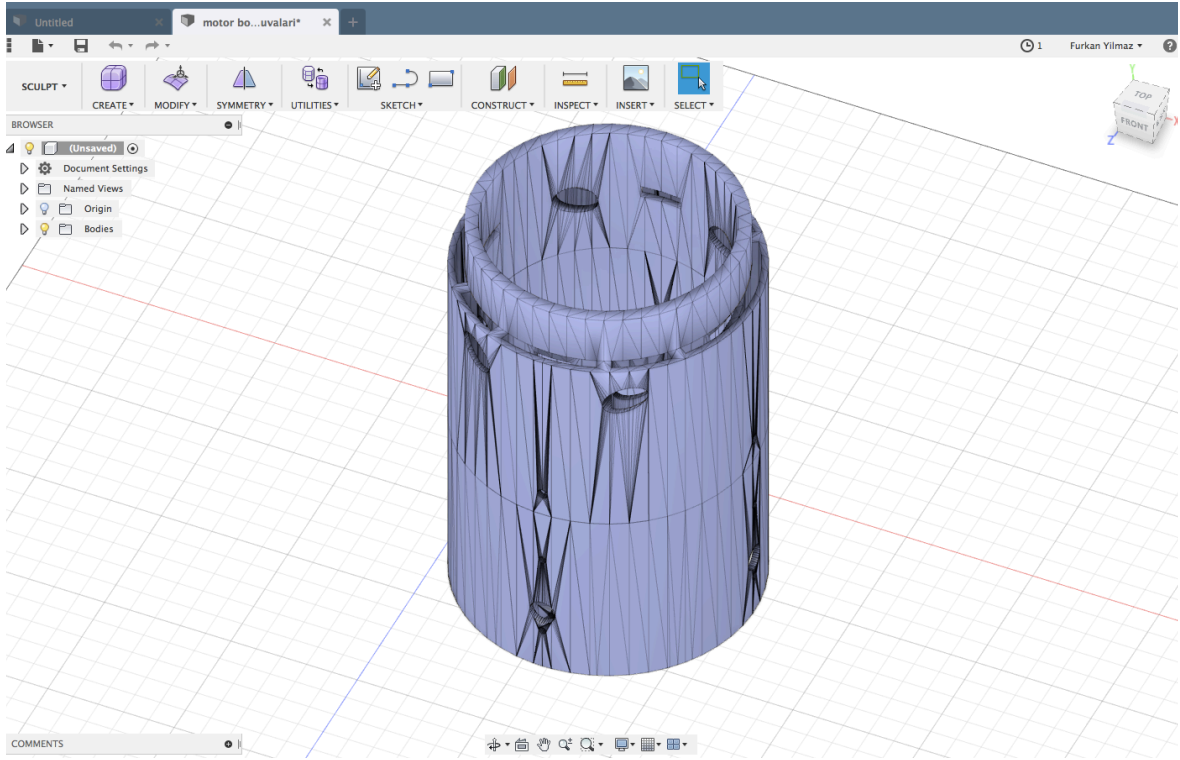 Untitled
motor bo...uvalari*
1 Furkan Yilmaz
SCULPT
CREATE MODIFY SYMMETRY UTILITIES SKETCH CONSTRUCT INSPECT INSERT SELECT
BROWSER
(Unsaved)
Document Settings
Named Views
Origin
Bodies
Y
TOP
FRONT
X
Z
COMMENTS